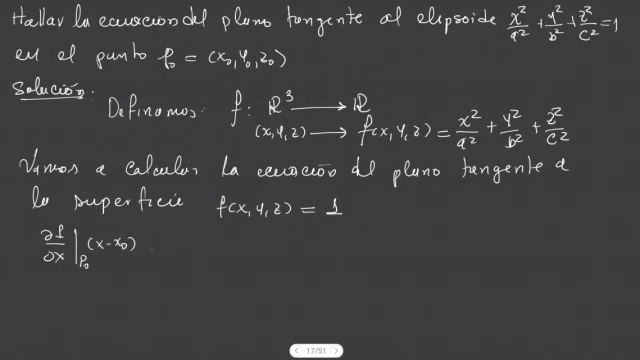 Hallar la ecuación del plano tangente al elipsoide x²/a² + y²/b² + z²/c² = 1
en el punto P₀ = (x₀, y₀, z₀)
Solución:
Definamos: f: ℝ³ ⟶ ℝ
(x, y, z) ⟶ f(x, y, z) = x²/a² + y²/b² + z²/c²
Vamos a calcular la ecuación del plano tangente a
la superficie f(x, y, z) = 1
∂f/∂x |P₀ (x - x₀)
17/51